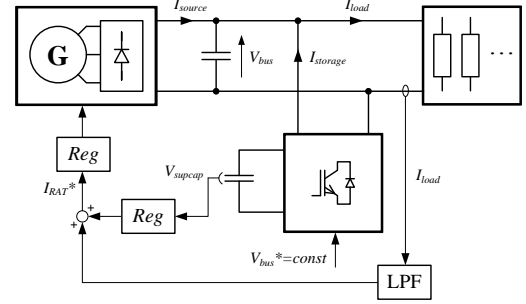 I_source
I_load
G
V_bus
I_storage
...
Reg
V_supcap
I_load
I_RAT*
+
Reg
+
V_bus*=const
LPF